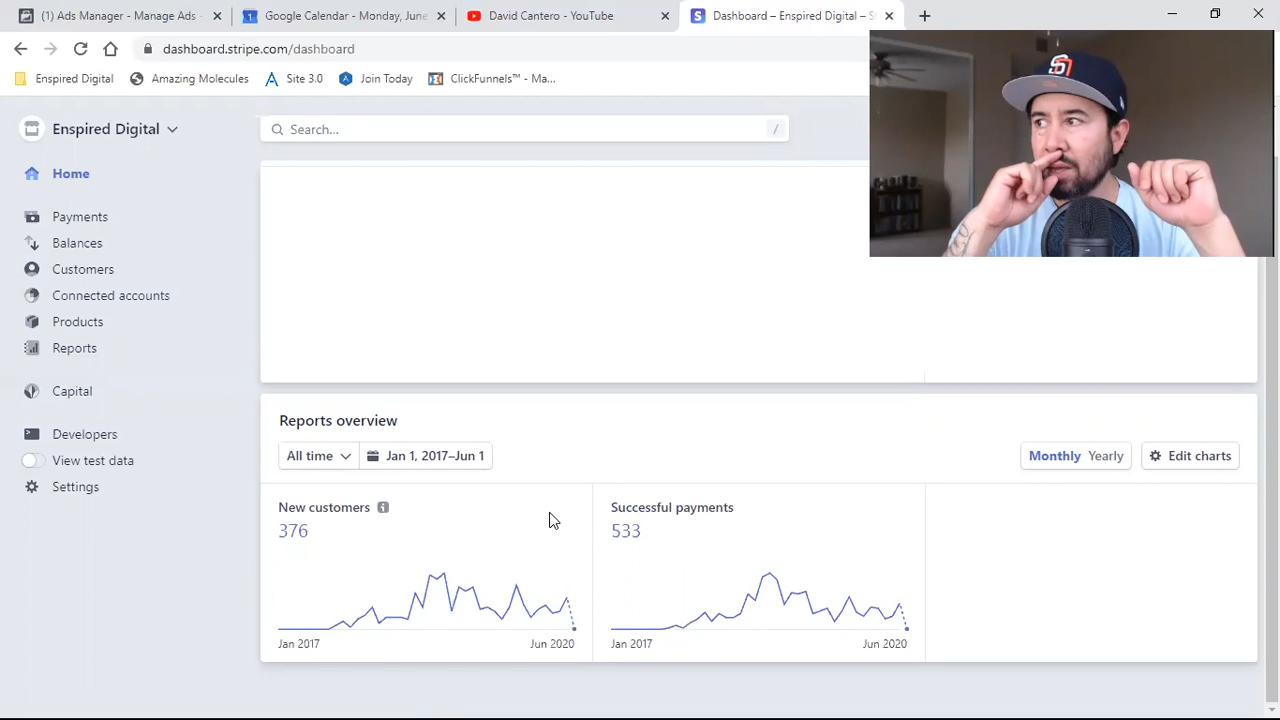 (1) Ads Manager - Manage Ads -
Google Calendar - Monday, June
David Cantero - YouTube
Dashboard – Enspired Digital – S
dashboard.stripe.com/dashboard
Enspired Digital
Amazing Molecules
Site 3.0
Juhn Today
ClickFunnels™ - Ma...
Enspired Digital
Search...
/
Home
Payments
Balances
Customers
Connected accounts
Products
Reports
Capital
Developers
View test data
Settings
Reports overview
All time
Jan 1, 2017–Jun 1
Monthly
Yearly
Edit charts
New customers
376
Jan 2017
Jun 2020
Successful payments
533
Jan 2017
Jun 2020